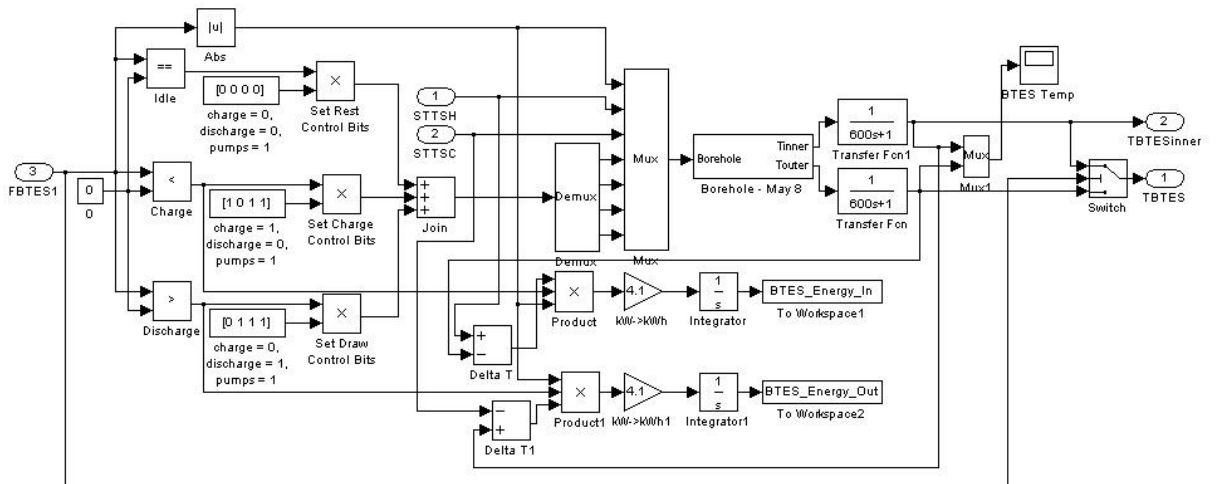 |u|
Abs
==
Idle
[0 0 0 0]
charge = 0,
discharge = 0,
pumps = 1
×
Set Rest
Control Bits
1
STTSH
2
STTSC
3
FBTES1
0
0
<
Charge
[1 0 1 1]
charge = 1,
discharge = 0,
pumps = 1
×
Set Charge
Control Bits
+
+
+
Join
>
Discharge
[0 1 1 1]
charge = 0,
discharge = 1,
pumps = 1
×
Set Draw
Control Bits
Demux
Demux
Mux
Mux
Borehole
Tinner
Touter
Borehole - May 8
1
600s+1
Transfer Fcn1
1
600s+1
Transfer Fcn
Mux
Mux1
BTES Temp
2
TBTESinner
Switch
1
TBTES
+
−
Delta T
×
Product
4.1
kW->kWh
1
s
Integrator
BTES_Energy_In
To Workspace1
−
+
Delta T1
×
Product1
4.1
kW->kWh1
1
s
Integrator1
BTES_Energy_Out
To Workspace2